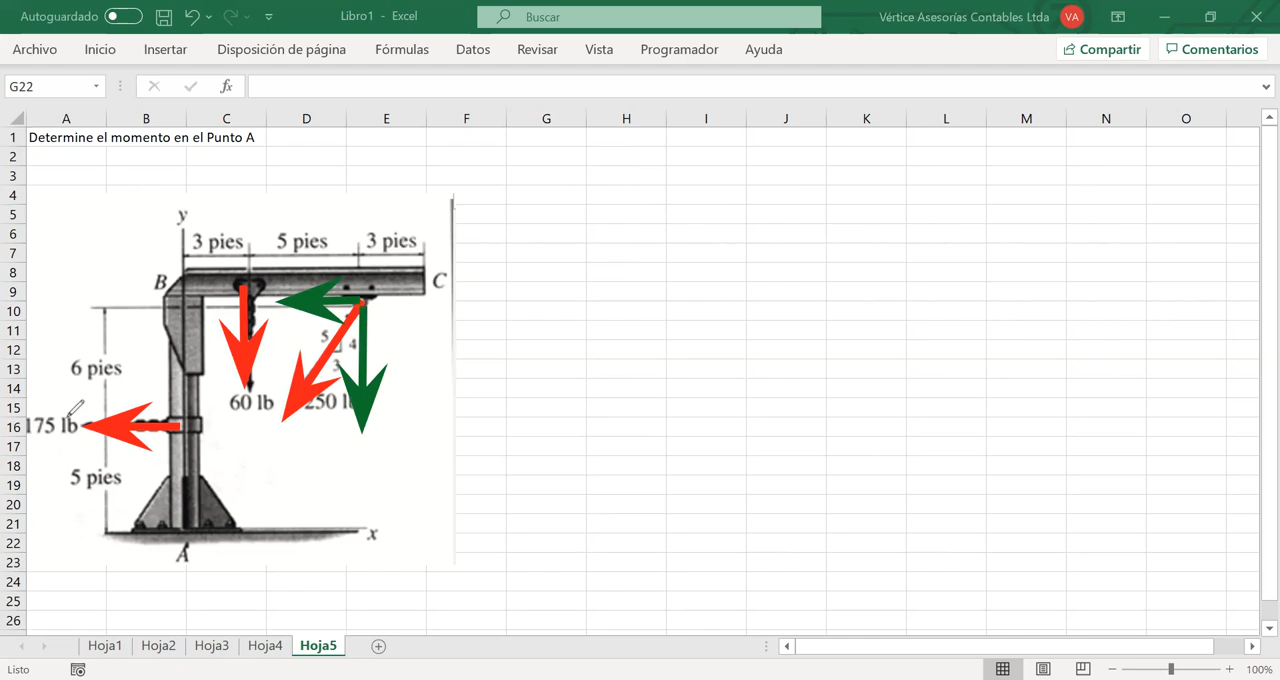 Autoguardado
Libro1 - Excel
Buscar
Vértice Asesorías Contables Ltda
VA
Archivo Inicio Insertar Disposición de página Fórmulas Datos Revisar Vista Programador Ayuda
Compartir Comentarios
G22 fx
A B C D E F G H I J K L M N O
1 Determine el momento en el Punto A
2
3
4
5
6
7
8
9
10
11
12
13
14
15
16
17
18
19
20
21
22
23
24
25
26
y
3 pies 5 pies 3 pies
B C
5 4
3
6 pies
60 lb 250 l
175 lb
5 pies
x
A
Hoja1 Hoja2 Hoja3 Hoja4 Hoja5
Listo
100%